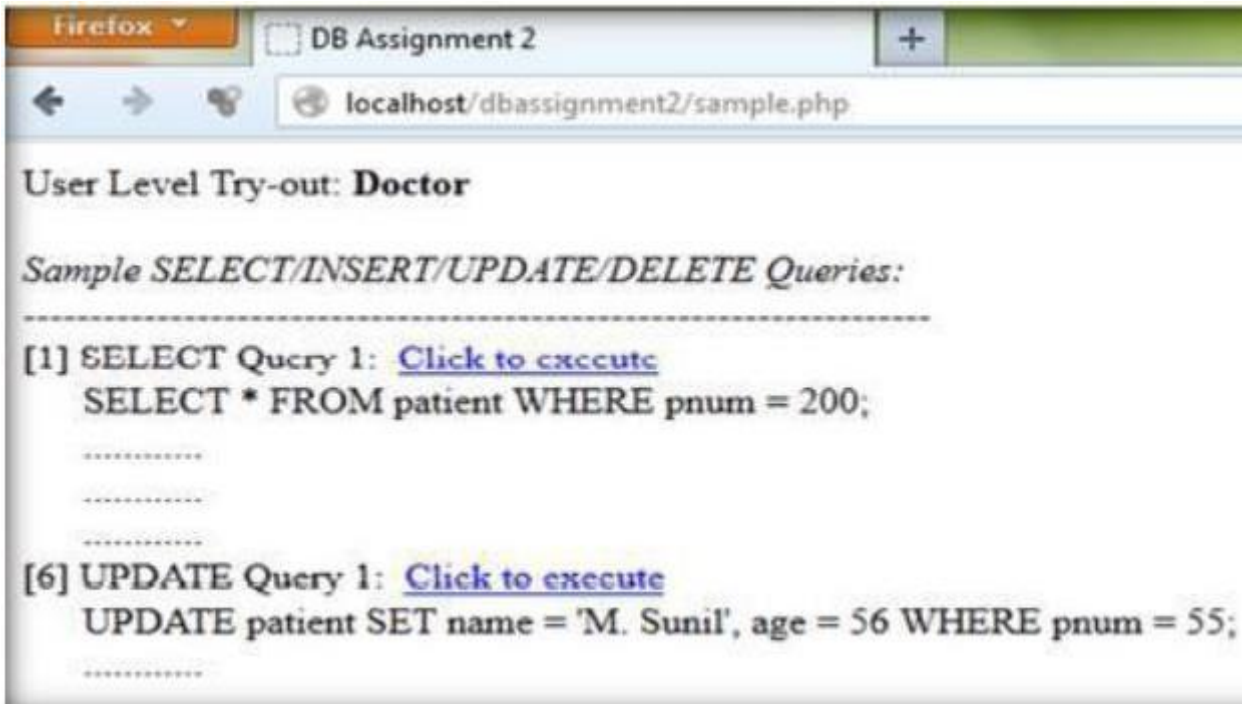 Firefox
DB Assignment 2
+
localhost/dbassignment2/sample.php
User Level Try-out: Doctor
Sample SELECT/INSERT/UPDATE/DELETE Queries:
--------------------------------------------------------------------
[1] SELECT Query 1: Click to execute
SELECT * FROM patient WHERE pnum = 200;
------------
------------
------------
[6] UPDATE Query 1: Click to execute
UPDATE patient SET name = 'M. Sunil', age = 56 WHERE pnum = 55;
------------